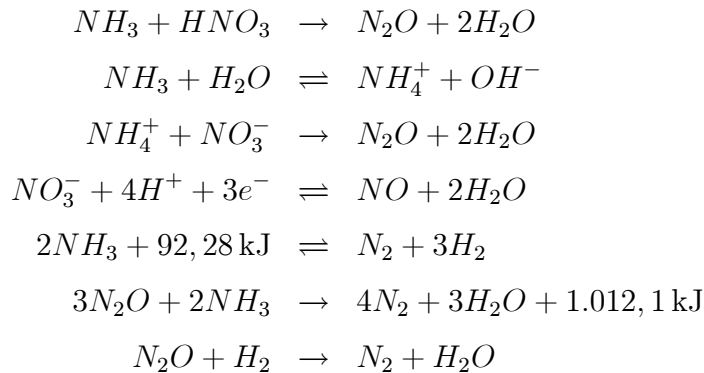 NH₃ + HNO₃ → N₂O + 2H₂O
NH₃ + H₂O ⇌ NH₄⁺ + OH⁻
NH₄⁺ + NO₃⁻ → N₂O + 2H₂O
NO₃⁻ + 4H⁺ + 3e⁻ ⇌ NO + 2H₂O
2NH₃ + 92,28 kJ ⇌ N₂ + 3H₂
3N₂O + 2NH₃ → 4N₂ + 3H₂O + 1.012,1 kJ
N₂O + H₂ → N₂ + H₂O